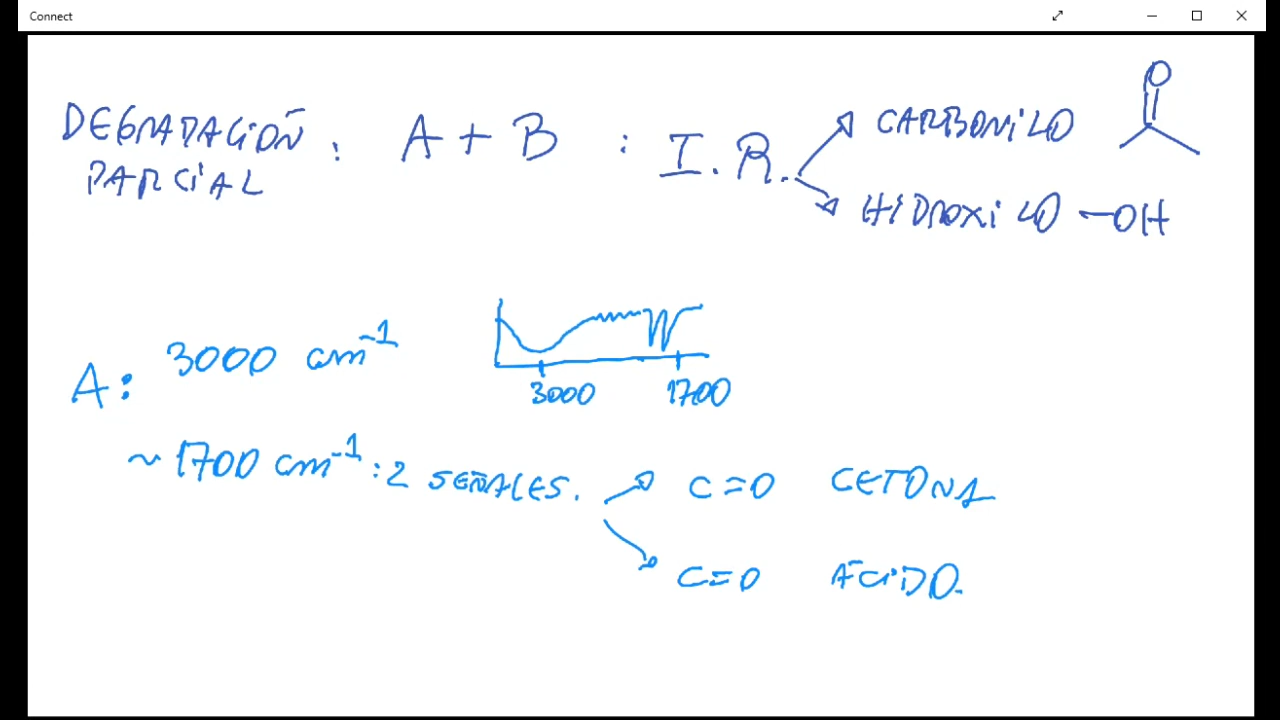 Connect
DEGRADACIÓN : A + B : I.R. CARBONILO O
PARCIAL
HIDROXILO -OH
A: 3000 cm⁻¹
3000 1700
~ 1700 cm⁻¹ : 2 SEÑALES. C=O CETONA
C=O ÁCIDO.